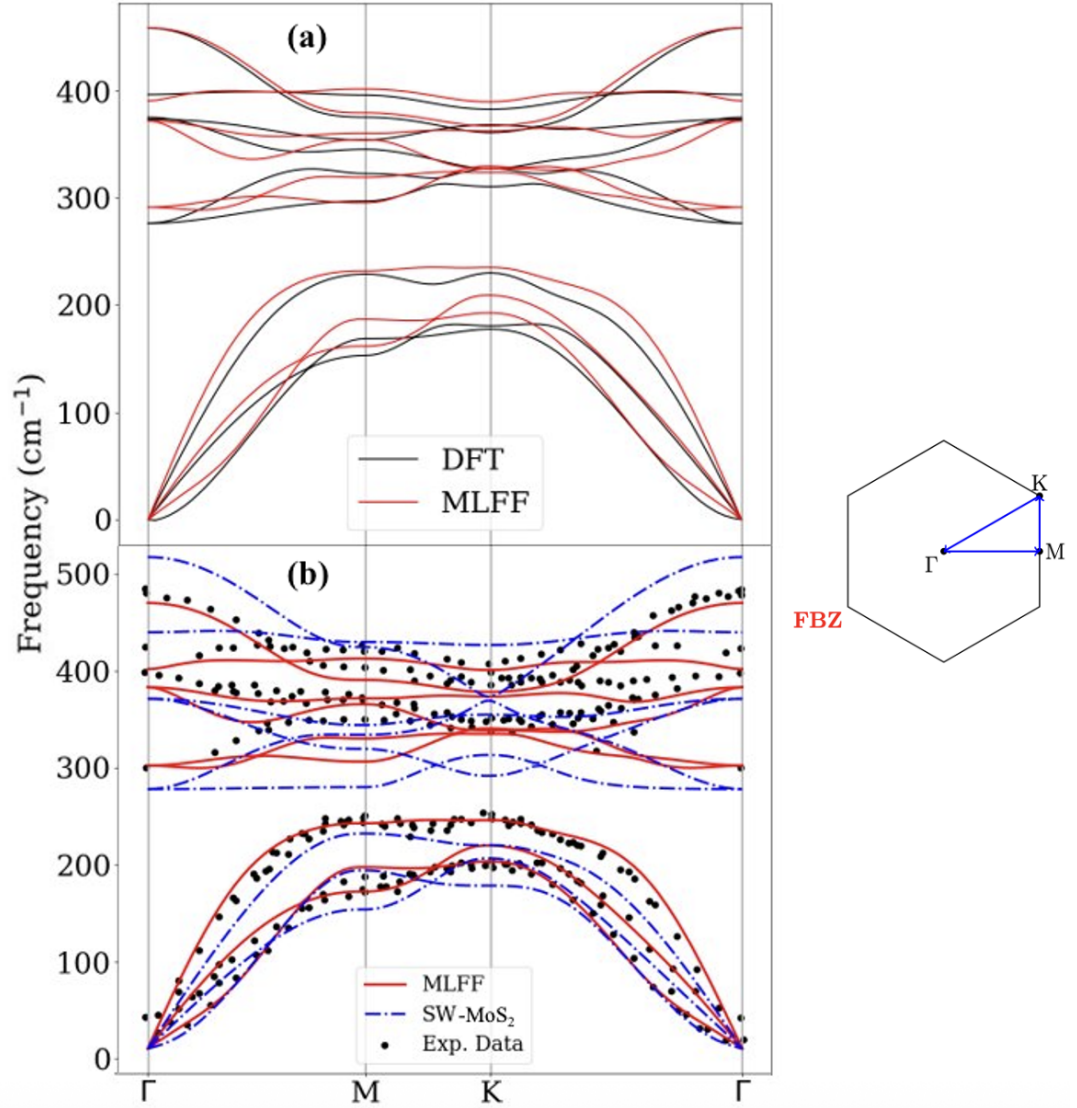 (a)
400
300
200
100
0
DFT
MLFF
Frequency (cm⁻¹)
(b)
500
400
300
200
100
0
MLFF
SW-MoS₂
Exp. Data
Γ M K Γ
K
Γ M
FBZ